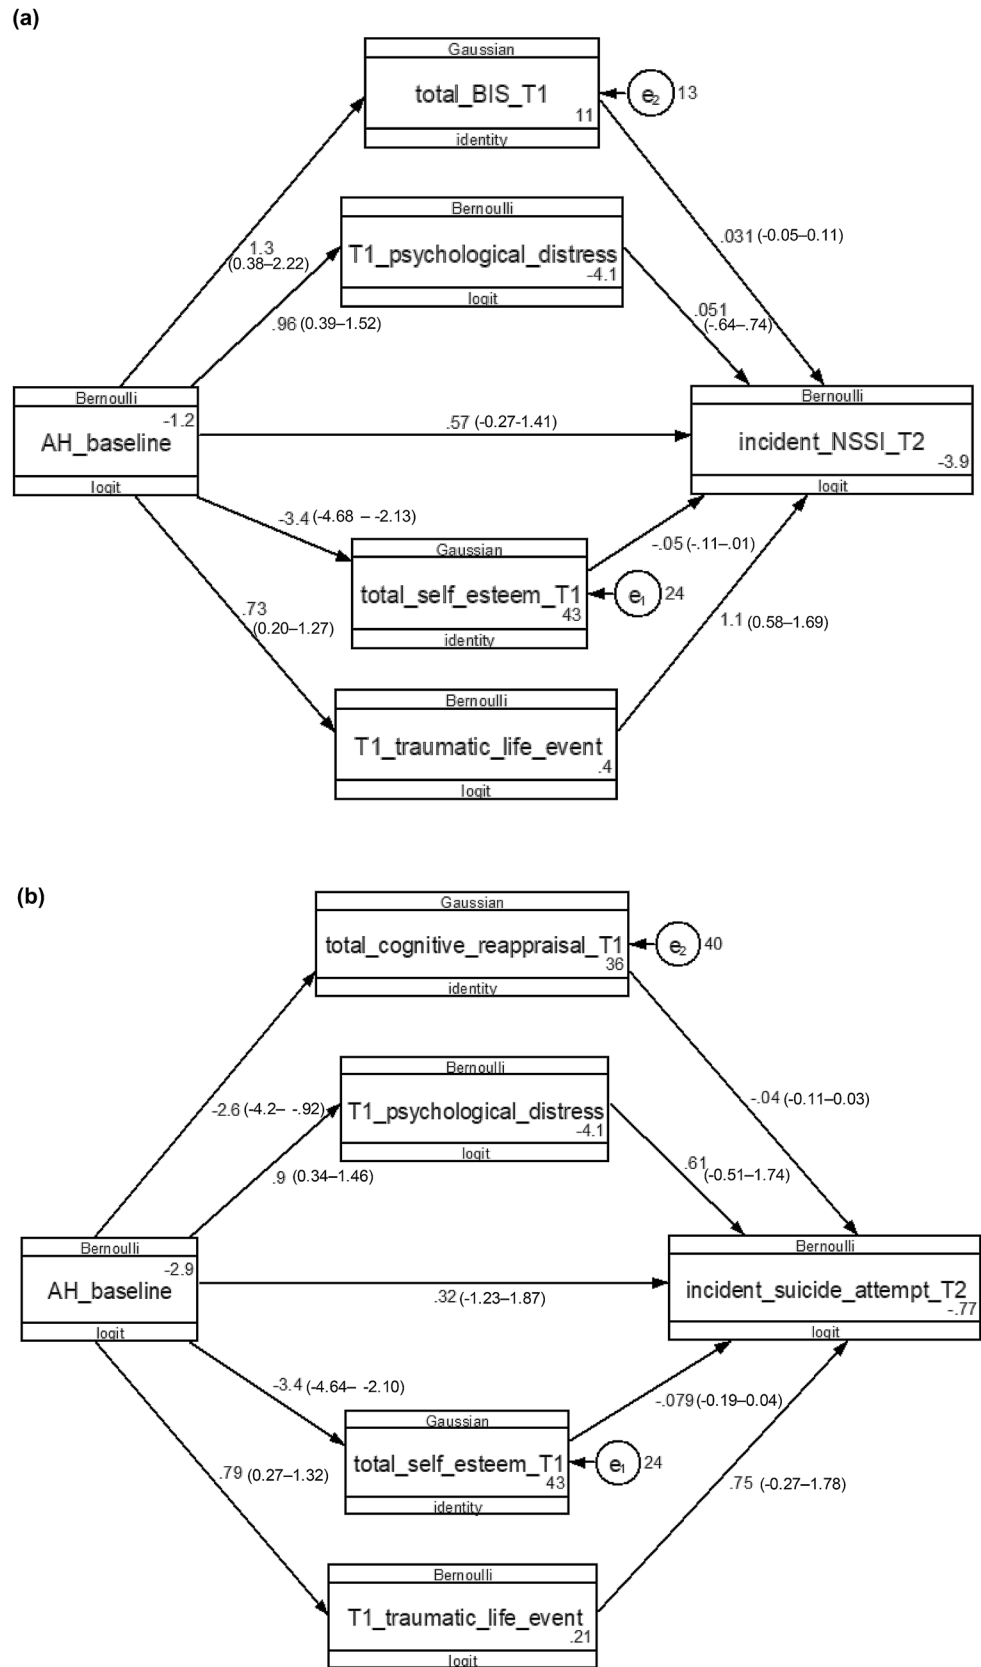 (a)
Gaussian
total_BIS_T1
11
identity
e2 13
Bernoulli
T1_psychological_distress
-4.1
logit
1.3
(0.38–2.22)
.96 (0.39–1.52)
.031 (-0.05–0.11)
.051
(-.64–.74)
Bernoulli
-1.2
AH_baseline
logit
.57 (-0.27-1.41)
Bernoulli
incident_NSSI_T2
-3.9
logit
-3.4 (-4.68 – -2.13)
Gaussian
total_self_esteem_T1
43
identity
e1 24
-.05 (-.11–.01)
.73
(0.20–1.27)
1.1 (0.58–1.69)
Bernoulli
T1_traumatic_life_event
.4
logit
(b)
Gaussian
total_cognitive_reappraisal_T1
36
identity
e2 40
Bernoulli
T1_psychological_distress
-4.1
logit
-2.6 (-4.2– -.92)
.9 (0.34–1.46)
-.04 (-0.11–0.03)
.61
(-0.51–1.74)
Bernoulli
-2.9
AH_baseline
logit
.32 (-1.23–1.87)
Bernoulli
incident_suicide_attempt_T2
-.77
logit
-3.4 (-4.64– -2.10)
Gaussian
total_self_esteem_T1
43
identity
e1 24
-.079 (-0.19–0.04)
.79 (0.27–1.32)
.75 (-0.27–1.78)
Bernoulli
T1_traumatic_life_event
.21
logit